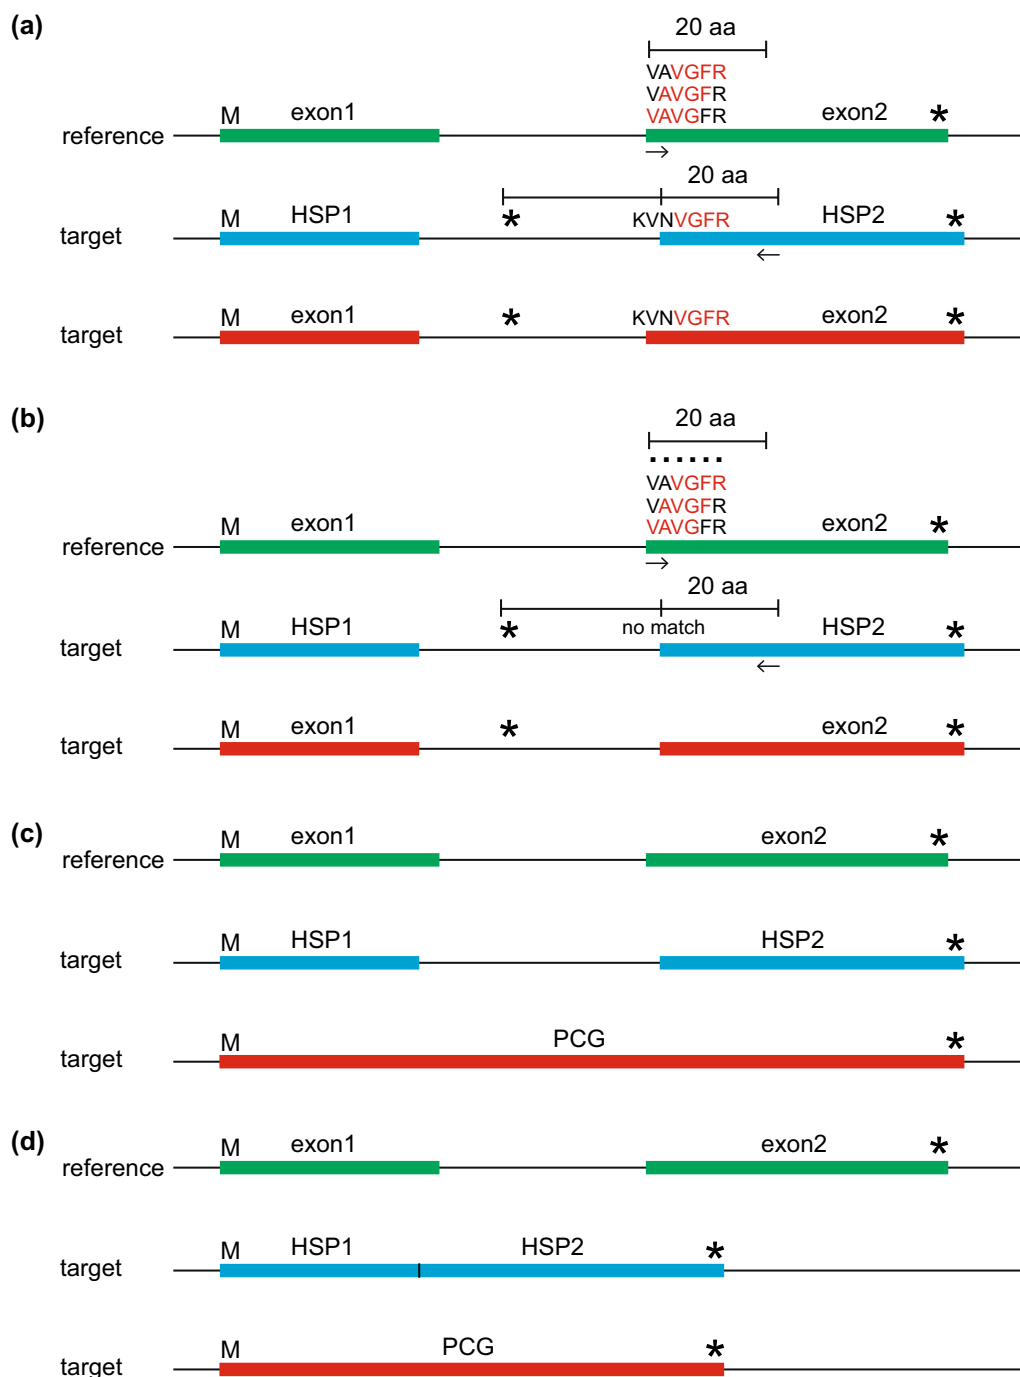 (a)
20 aa
VAVGFR
VAVGFR
VAVGFR
M exon1 exon2 *
reference
20 aa
M HSP1 * KVNVGFR HSP2 *
target
M exon1 * KVNVGFR exon2 *
target
(b)
20 aa
......
VAVGFR
VAVGFR
VAVGFR
M exon1 exon2 *
reference
20 aa
M HSP1 * no match HSP2 *
target
M exon1 * exon2 *
target
(c)
M exon1 exon2 *
reference
M HSP1 HSP2 *
target
M PCG *
target
(d)
M exon1 exon2 *
reference
M HSP1 HSP2 *
target
M PCG *
target